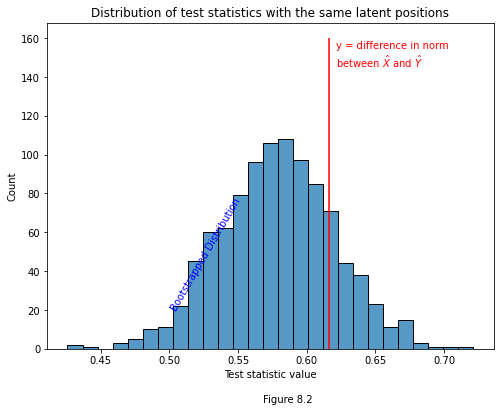 Distribution of test statistics with the same latent positions
y = difference in norm
between X̂ and Ŷ
Bootstrapped Distribution
Count
160
140
120
100
80
60
40
20
0
0.45 0.50 0.55 0.60 0.65 0.70
Test statistic value
Figure 8.2